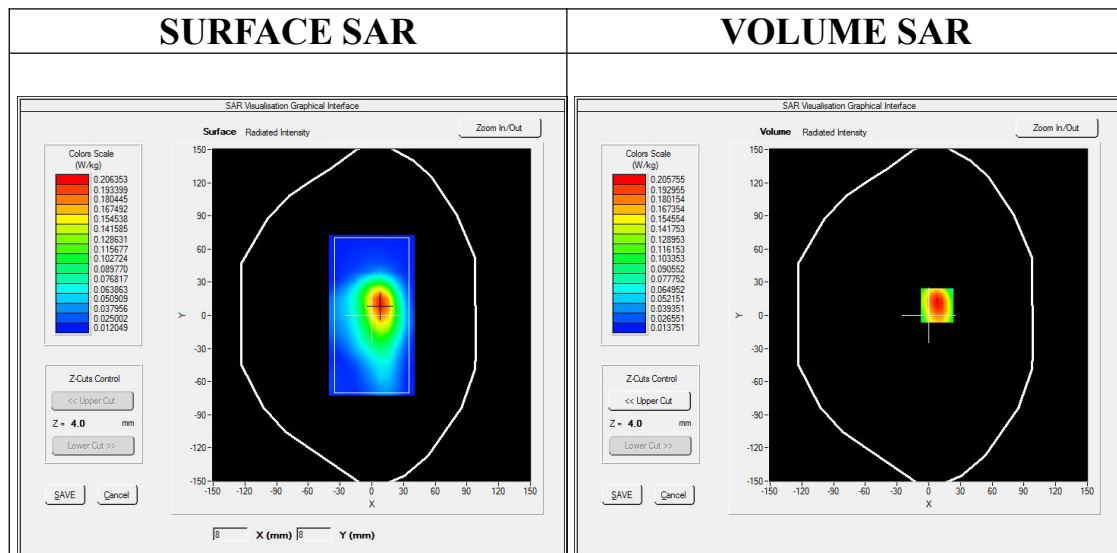 SURFACE SAR
VOLUME SAR
SAR Visualisation Graphical Interface
Surface Radiated Intensity
Zoom In/Out
Colors Scale
(W/kg)
0.206353
0.193399
0.180445
0.167492
0.154538
0.141585
0.128631
0.115677
0.102724
0.089770
0.076817
0.063863
0.050909
0.037956
0.025002
0.012049
Z-Cuts Control
<< Upper Cut
Z = 4.0 mm
Lower Cut >>
SAVE Cancel
150
120
90
60
30
0
-30
-60
-90
-120
-150
Y
-150 -120 -90 -60 -30 0 30 60 90 120 150
X
8 X (mm) 8 Y (mm)
SAR Visualisation Graphical Interface
Volume Radiated Intensity
Zoom In/Out
Colors Scale
(W/kg)
0.205755
0.192955
0.180154
0.167354
0.154554
0.141753
0.128953
0.116153
0.103353
0.090552
0.077752
0.064952
0.052151
0.039351
0.026551
0.013751
Z-Cuts Control
<< Upper Cut
Z = 4.0 mm
Lower Cut >>
SAVE Cancel
150
120
90
60
30
0
-30
-60
-90
-120
-150
Y
-150 -120 -90 -60 -30 0 30 60 90 120 150
X